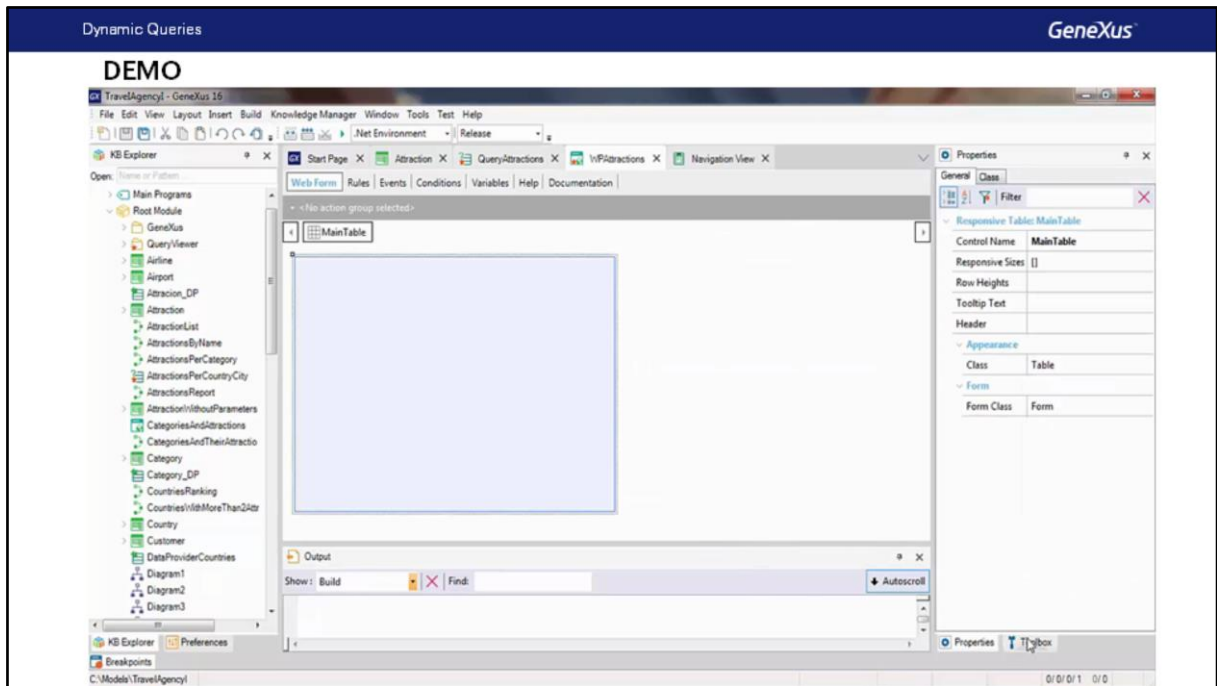 Dynamic Queries
GeneXus
DEMO
TravelAgencyI - GeneXus 16
File Edit View Layout Insert Build Knowledge Manager Window Tools Test Help
.Net Environment Release
KB Explorer
Start Page Attraction QueryAttractions WPAttractions Navigation View
Properties
Open: Name or Pattern...
Web Form Rules Events Conditions Variables Help Documentation
General Class
<No action group selected>
Filter
Main Programs
Root Module
GeneXus
QueryViewer
Airline
Airport
Attracion_DP
Attraction
AttractionList
AttractionsByName
AttractionsPerCategory
AttractionsPerCountryCity
AttractionsReport
AttractionWithoutParameters
CategoriesAndAttractions
CategoriesAndTheirAttractio
Category
Category_DP
CountriesRanking
CountriesWithMoreThan2Attr
Country
Customer
DataProviderCountries
Diagram1
Diagram2
Diagram3
MainTable
Responsive Table: MainTable
Control Name MainTable
Responsive Sizes []
Row Heights
Tooltip Text
Header
Appearance
Class Table
Form
Form Class Form
Output
Show: Build Find: Autoscroll
KB Explorer Preferences
Properties Toolbox
Breakpoints
C:\Models\TravelAgencyI
0/0/0/1 0/0